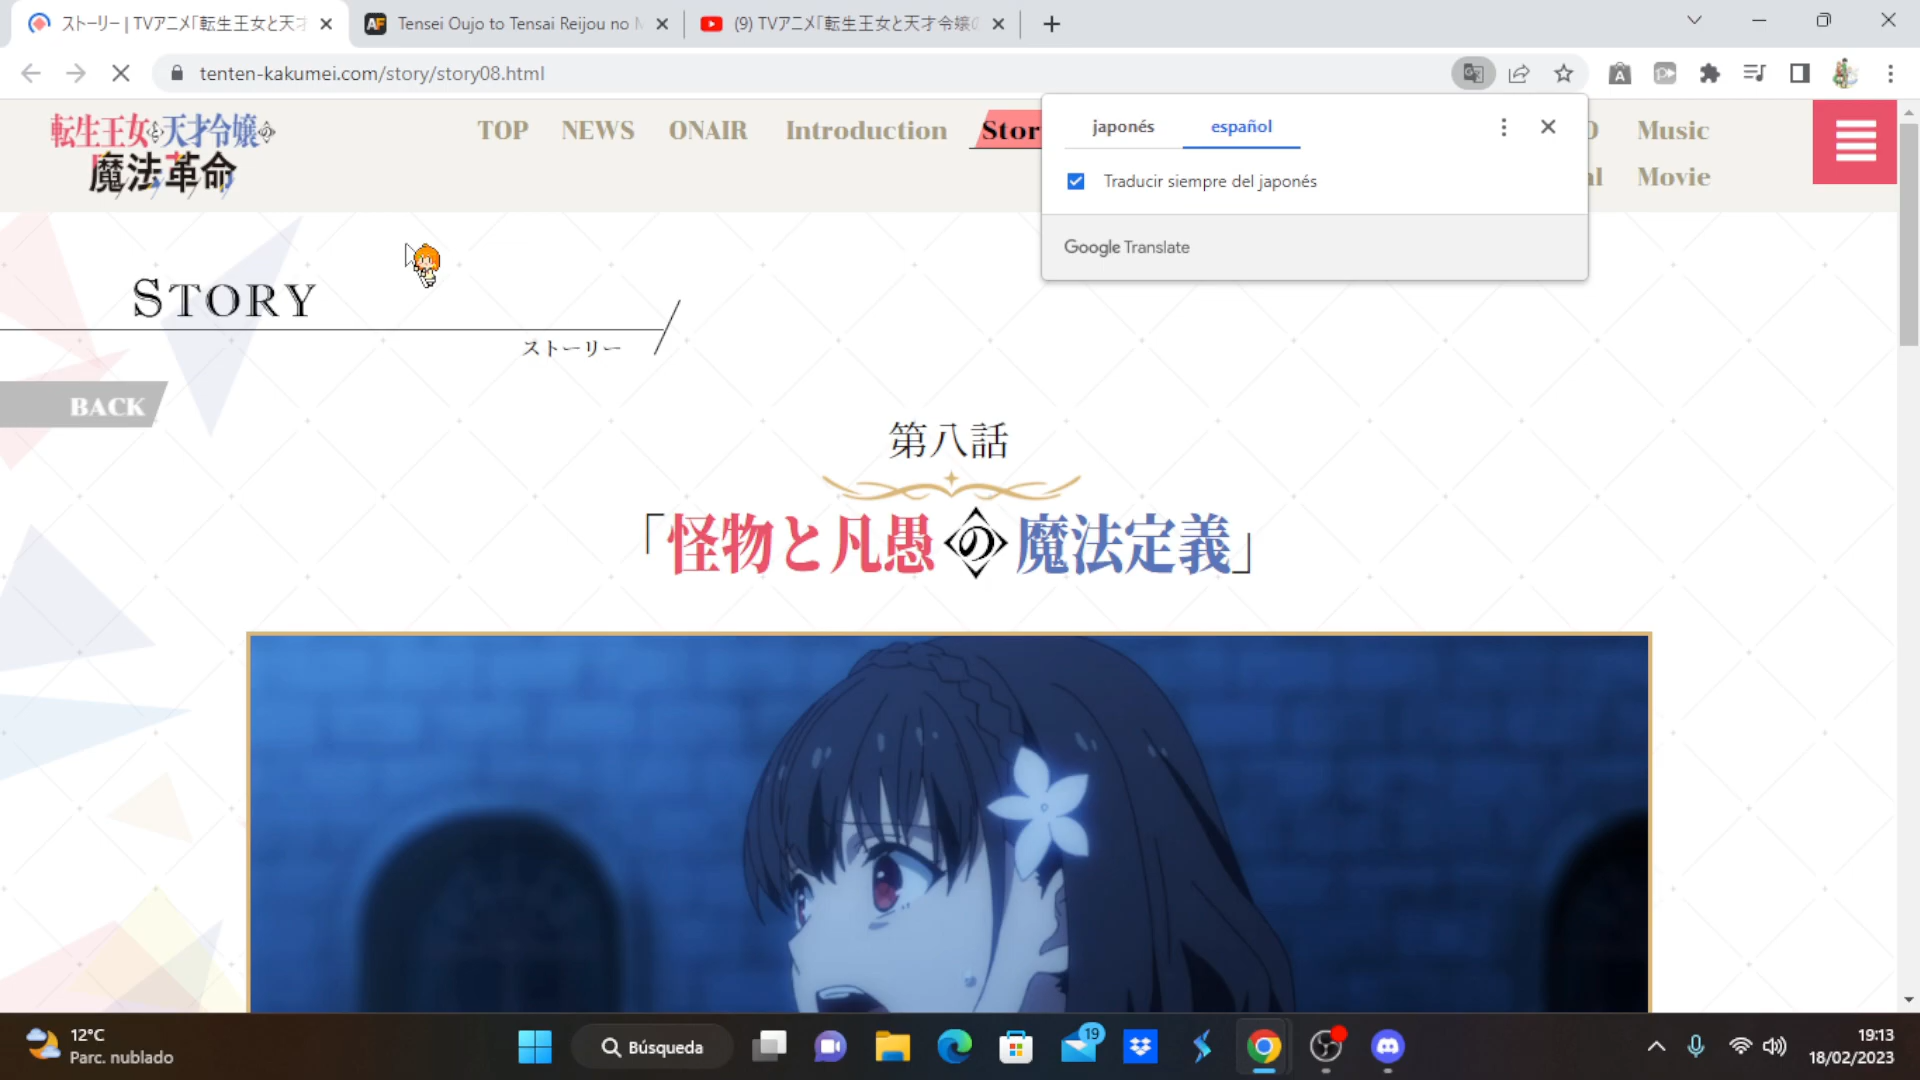 ストーリー | TVアニメ「転生王女と天才
Tensei Oujo to Tensai Reijou no
(9) TVアニメ「転生王女と天才令嬢の
tenten-kakumei.com/story/story08.html
転生王女と天才令嬢の
魔法革命
TOP
NEWS
ONAIR
Introduction
Stor
Music
Movie
japonés
español
Traducir siempre del japonés
Google Translate
STORY
ストーリー
BACK
第八話
「怪物と凡愚の魔法定義」
12°C
Parc. nublado
Búsqueda
19
19:13
18/02/2023